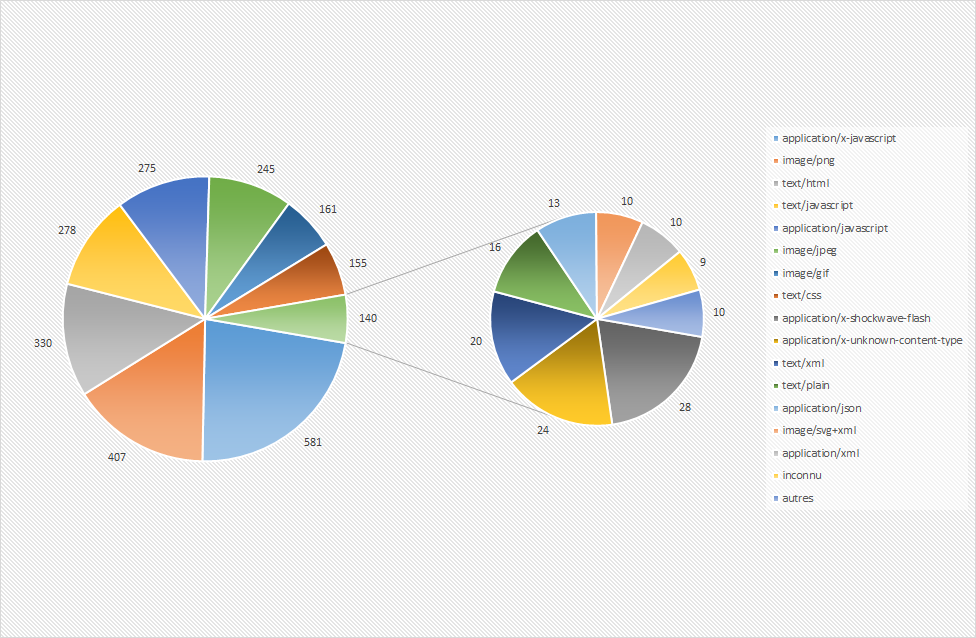 275
245
278
161
155
330
140
407
581
13
10
10
16
9
10
20
28
24
application/x-javascript
image/png
text/html
text/javascript
application/javascript
image/jpeg
image/gif
text/css
application/x-shockwave-flash
application/x-unknown-content-type
text/xml
text/plain
application/json
image/svg+xml
application/xml
inconnu
autres